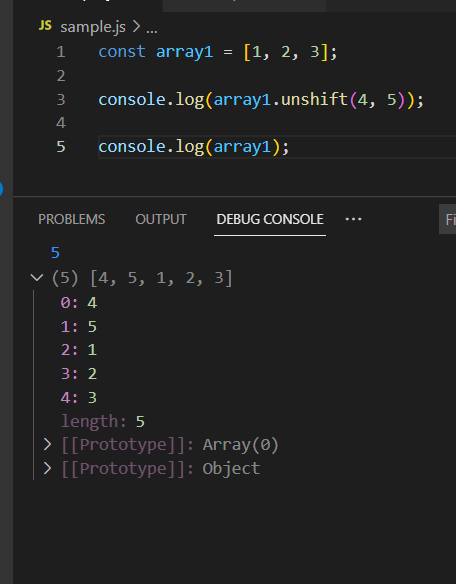 JS sample.js > ...
1 const array1 = [1, 2, 3];
2
3 console.log(array1.unshift(4, 5));
4
5 console.log(array1);
PROBLEMS OUTPUT DEBUG CONSOLE ... Fi
5
(5) [4, 5, 1, 2, 3]
0: 4
1: 5
2: 1
3: 2
4: 3
length: 5
[[Prototype]]: Array(0)
[[Prototype]]: Object